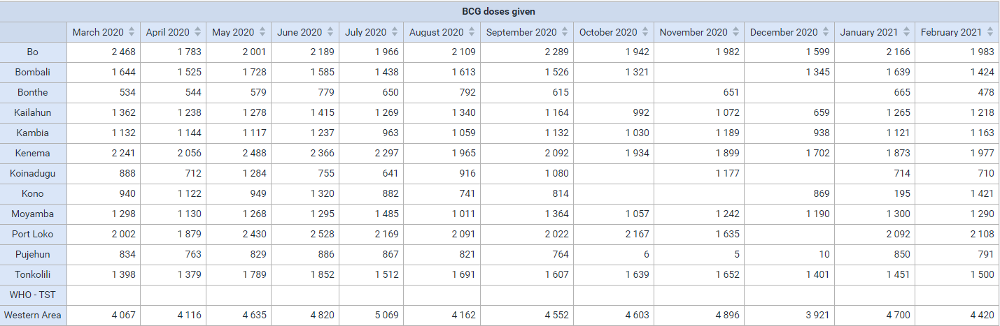 BCG doses given
March 2020 April 2020 May 2020 June 2020 July 2020 August 2020 September 2020 October 2020 November 2020 December 2020 January 2021 February 2021
Bo 2 468 1 783 2 001 2 189 1 966 2 109 2 289 1 942 1 982 1 599 2 166 1 983
Bombali 1 644 1 525 1 728 1 585 1 438 1 613 1 526 1 321 1 345 1 639 1 424
Bonthe 534 544 579 779 650 792 615 651 665 478
Kailahun 1 362 1 238 1 278 1 415 1 269 1 340 1 164 992 1 072 659 1 265 1 218
Kambia 1 132 1 144 1 117 1 237 963 1 059 1 132 1 030 1 189 938 1 121 1 163
Kenema 2 241 2 056 2 488 2 366 2 297 1 965 2 092 1 934 1 899 1 702 1 873 1 977
Koinadugu 888 712 1 284 755 641 916 1 080 1 177 714 710
Kono 940 1 122 949 1 320 882 741 814 869 195 1 421
Moyamba 1 298 1 130 1 268 1 295 1 485 1 011 1 364 1 057 1 242 1 190 1 300 1 290
Port Loko 2 002 1 879 2 430 2 528 2 169 2 091 2 022 2 167 1 635 2 092 2 108
Pujehun 834 763 829 886 867 821 764 6 5 10 850 791
Tonkolili 1 398 1 379 1 789 1 852 1 512 1 691 1 607 1 639 1 652 1 401 1 451 1 500
WHO - TST
Western Area 4 067 4 116 4 635 4 820 5 069 4 162 4 552 4 603 4 896 3 921 4 700 4 420